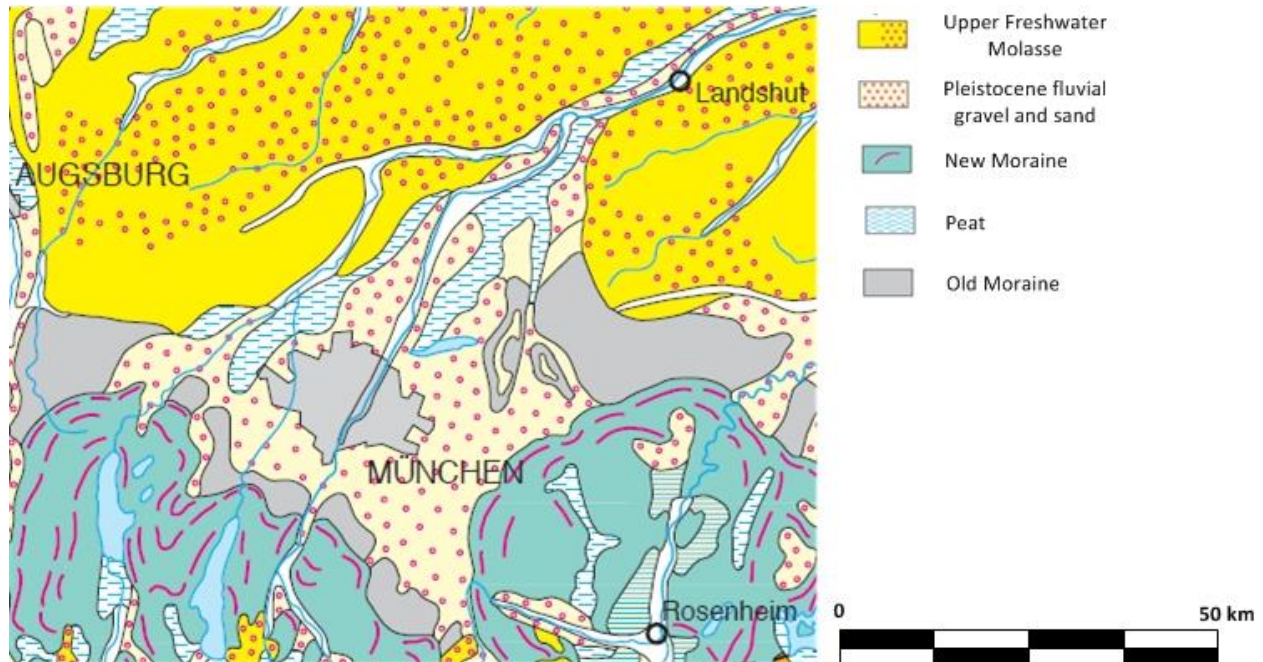 Landshut
AUGSBURG
MÜNCHEN
Rosenheim
Upper Freshwater
Molasse
Pleistocene fluvial
gravel and sand
New Moraine
Peat
Old Moraine
0
50 km